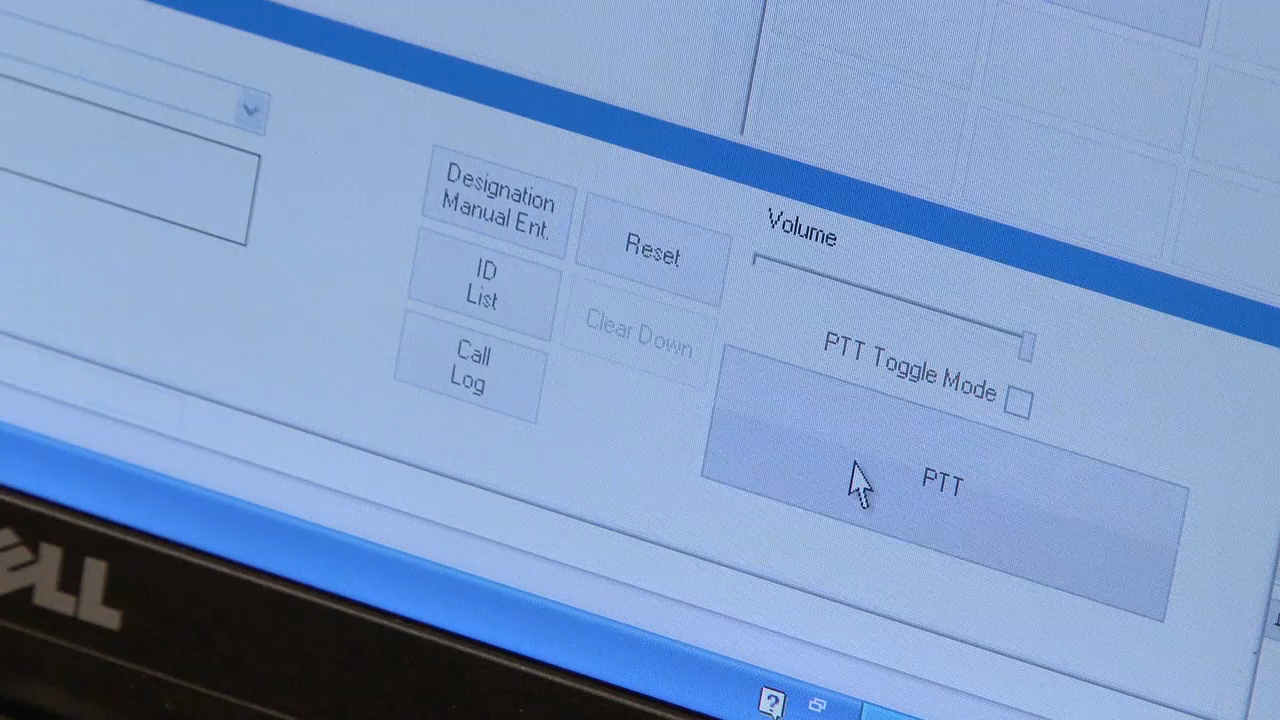 Designation
Manual Ent.
Reset
Volume
ID
List
Clear Down
PTT Toggle Mode
Call
Log
PTT
?